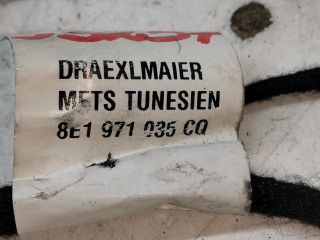 DRAEXLMAIER
METS TUNESIEN
8E1 971 035 CQ